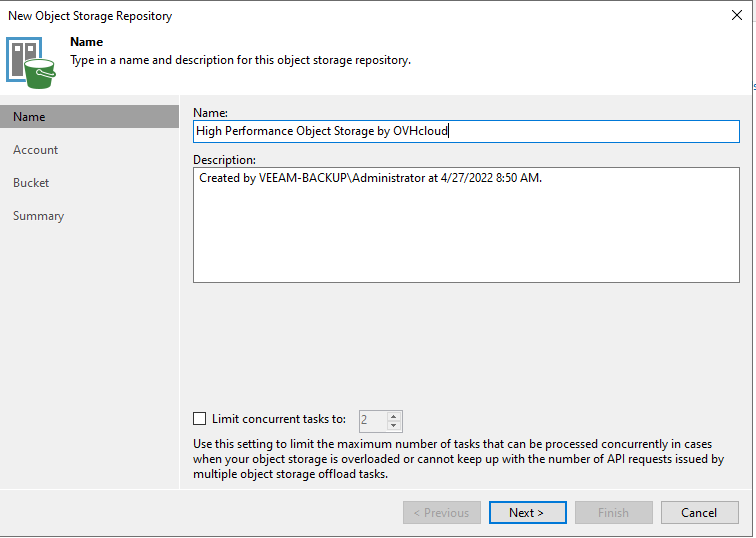 New Object Storage Repository
Name
Type in a name and description for this object storage repository.
Name
Account
Bucket
Summary
Name:
High Performance Object Storage by OVHcloud
Description:
Created by VEEAM-BACKUP\Administrator at 4/27/2022 8:50 AM.
Limit concurrent tasks to: 2
Use this setting to limit the maximum number of tasks that can be processed concurrently in cases
when your object storage is overloaded or cannot keep up with the number of API requests issued by
multiple object storage offload tasks.
< Previous Next > Finish Cancel